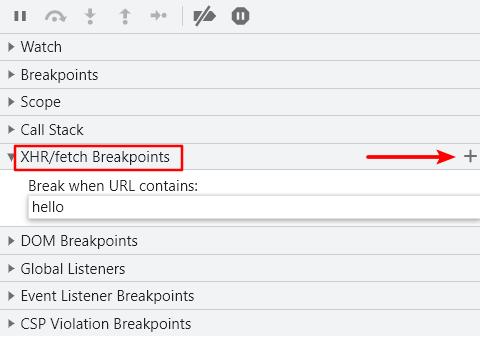 Watch
Breakpoints
Scope
Call Stack
XHR/fetch Breakpoints
Break when URL contains:
hello
DOM Breakpoints
Global Listeners
Event Listener Breakpoints
CSP Violation Breakpoints